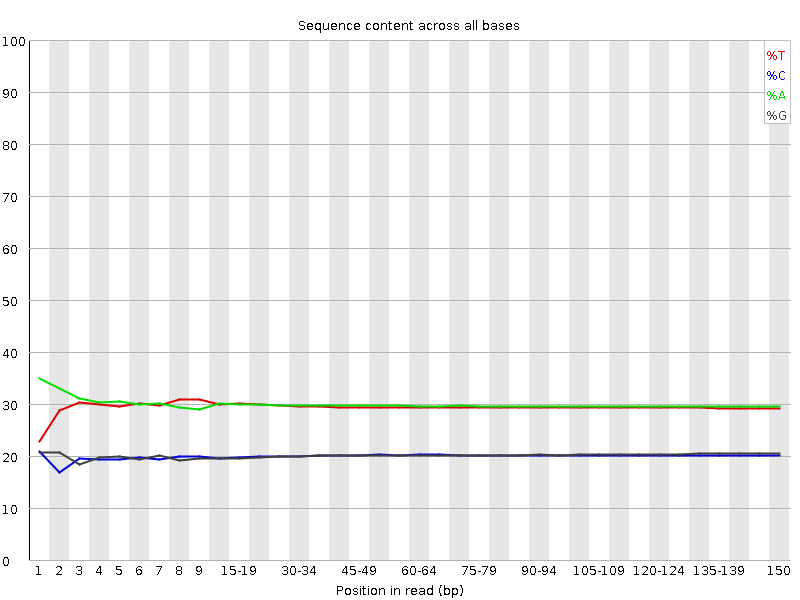 Sequence content across all bases
100
90
80
70
60
50
40
30
20
10
0
%T
%C
%A
%G
1 2 3 4 5 6 7 8 9 15-19 30-34 45-49 60-64 75-79 90-94 105-109 120-124 135-139 150
Position in read (bp)